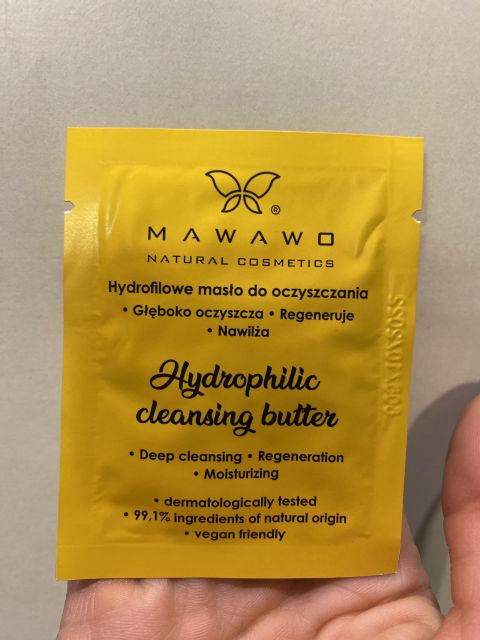 ®
MAWAWO
NATURAL COSMETICS
Hydrofilowe masło do oczyszczania
• Głęboko oczyszcza • Regeneruje
• Nawilża
Hydrophilic
cleansing butter
• Deep cleansing • Regeneration
• Moisturizing
• dermatologically tested
• 99,1% ingredients of natural origin
• vegan friendly